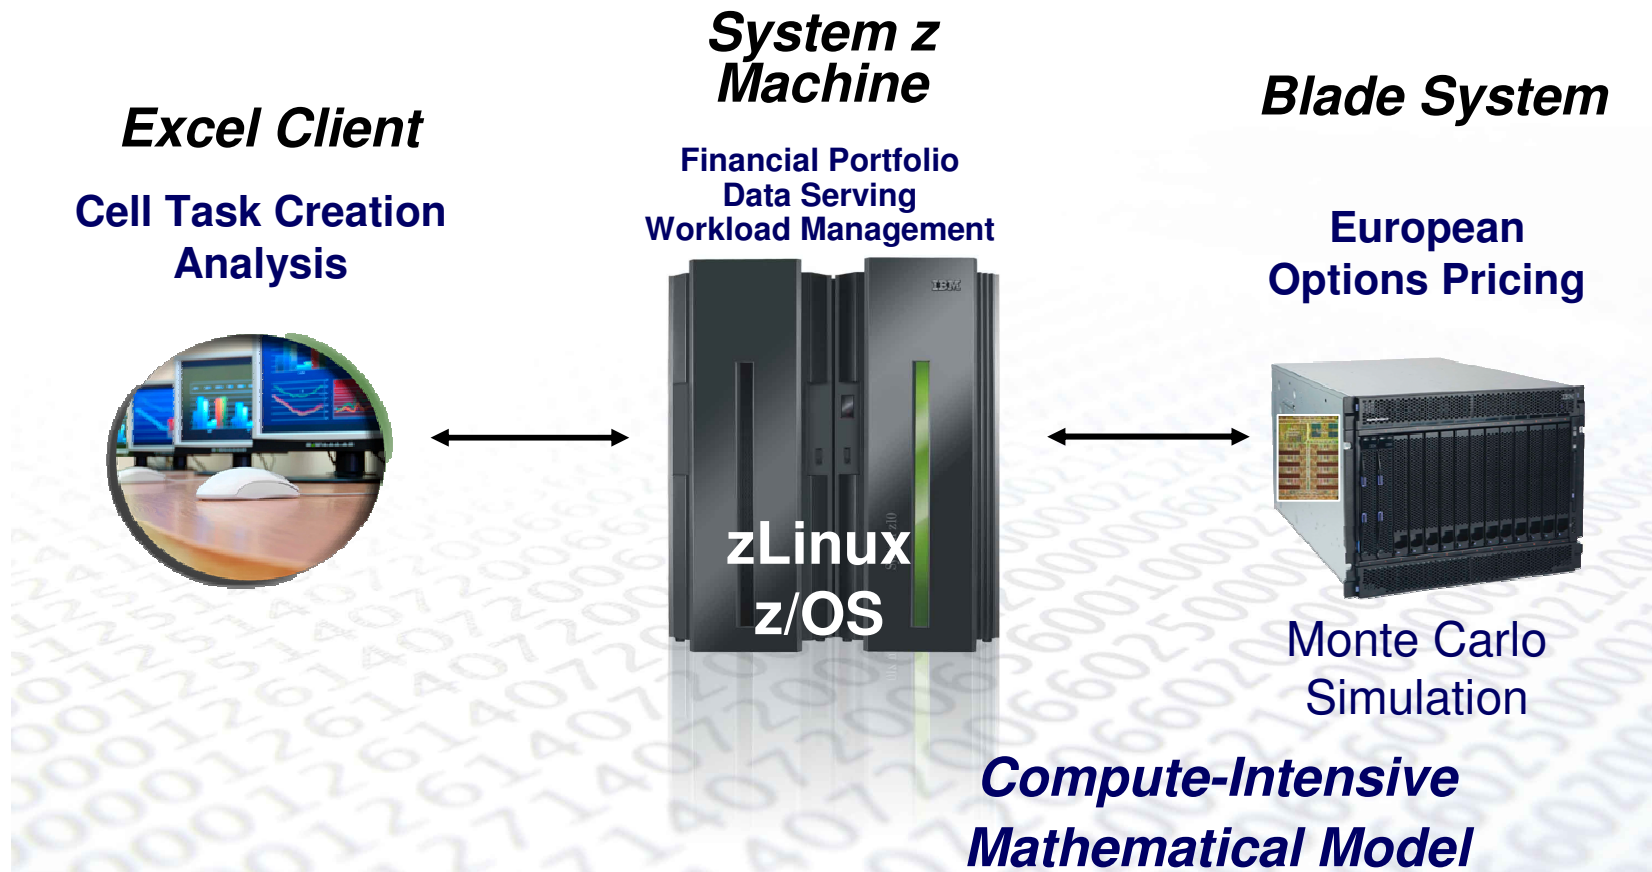 Excel Client
Cell Task Creation
Analysis
System z
Machine
Financial Portfolio
Data Serving
Workload Management
IBM
zLinux
z/OS
Blade System
European
Options Pricing
Monte Carlo
Simulation
Compute-Intensive
Mathematical Model